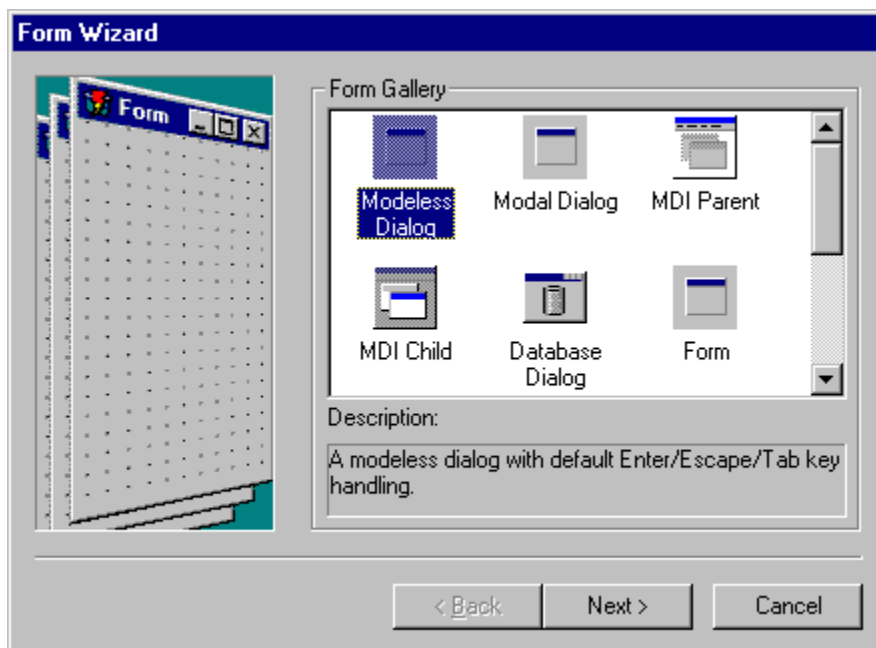 Form Wizard
Form
Form Gallery
Modeless
Dialog
Modal Dialog
MDI Parent
MDI Child
Database
Dialog
Form
Description:
A modeless dialog with default Enter/Escape/Tab key
handling.
< Back
Next >
Cancel